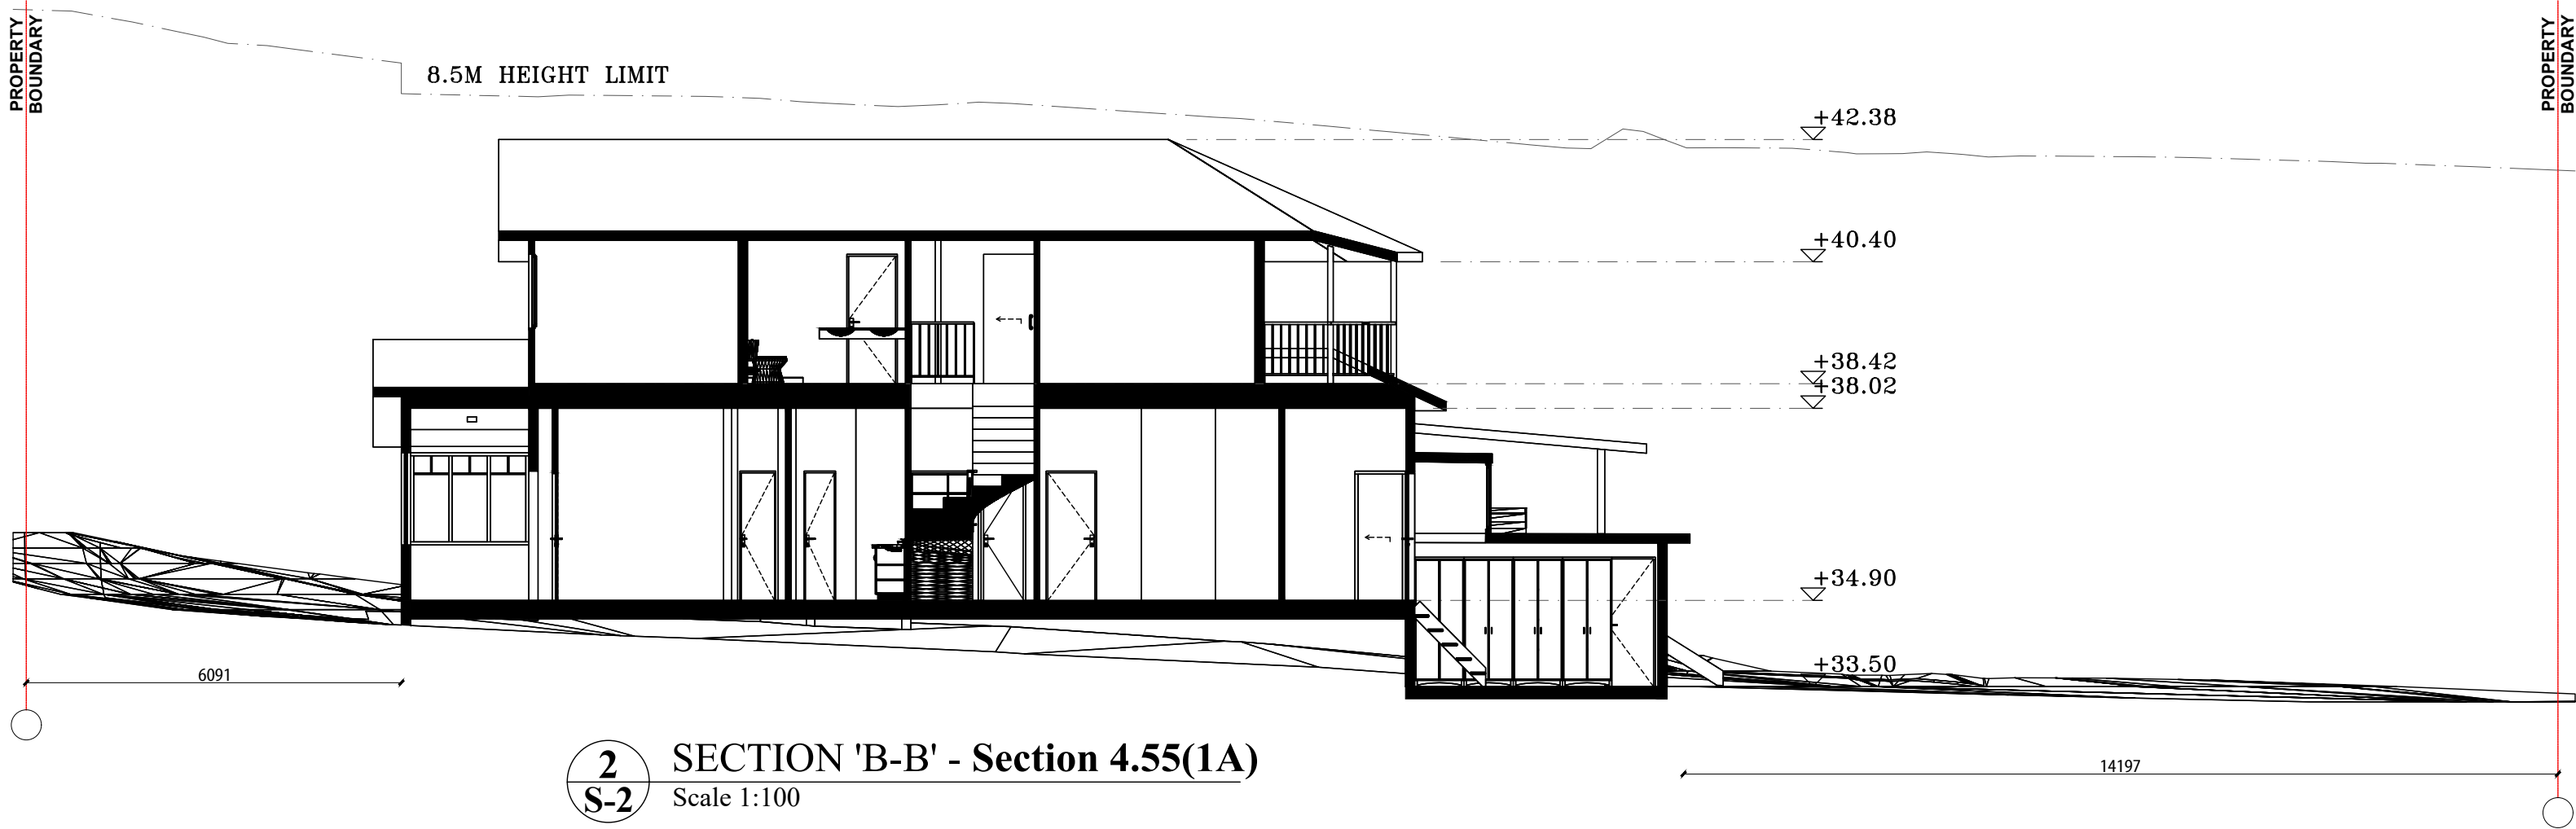 PROPERTY
BOUNDARY
8.5M HEIGHT LIMIT
PROPERTY
BOUNDARY
+42.38
+40.40
+38.42
+38.02
+34.90
+33.50
6091
14197
2
S-2
SECTION 'B-B' - Section 4.55(1A)
Scale 1:100